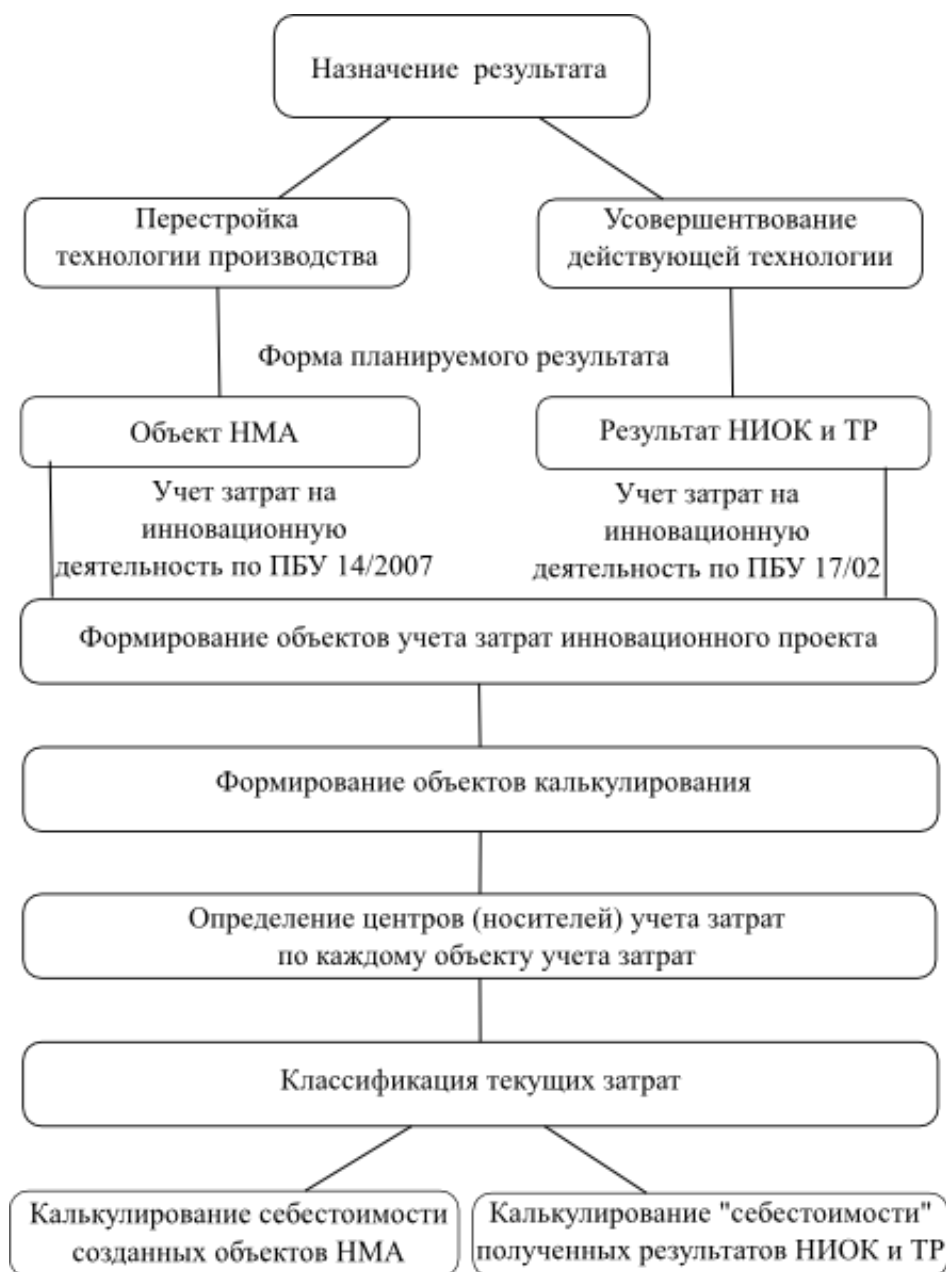 Назначение результата
Перестройка
технологии производства
Усовершентвование
действующей технологии
Форма планируемого результата
Объект НМА
Результат НИОК и ТР
Учет затрат на
инновационную
деятельность по ПБУ 14/2007
Учет затрат на
инновационную
деятельность по ПБУ 17/02
Формирование объектов учета затрат инновационного проекта
Формирование объектов калькулирования
Определение центров (носителей) учета затрат
по каждому объекту учета затрат
Классификация текущих затрат
Калькулирование себестоимости
созданных объектов НМА
Калькулирование "себестоимости"
полученных результатов НИОК и ТР